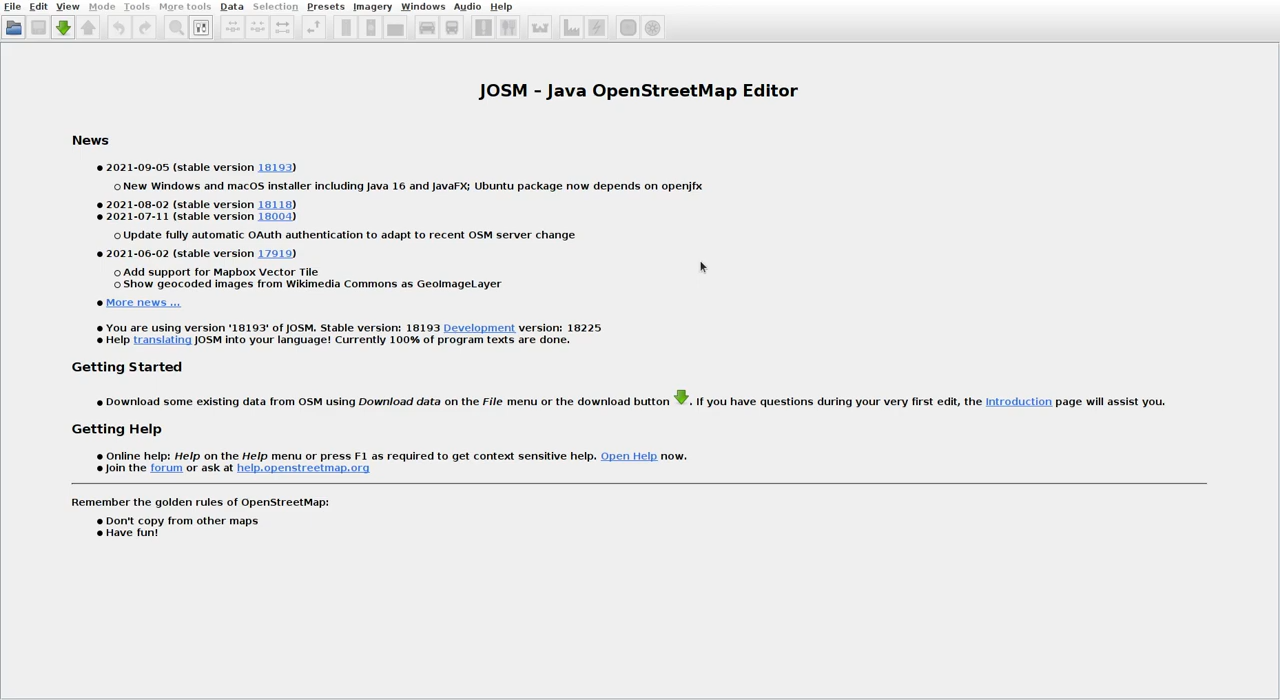 File Edit View Mode Tools More tools Data Selection Presets Imagery Windows Audio Help
JOSM – Java OpenStreetMap Editor
News
2021-09-05 (stable version 18193)
New Windows and macOS installer including Java 16 and JavaFX; Ubuntu package now depends on openjfx
2021-08-02 (stable version 18118)
2021-07-11 (stable version 18004)
Update fully automatic OAuth authentication to adapt to recent OSM server change
2021-06-02 (stable version 17919)
Add support for Mapbox Vector Tile
Show geocoded images from Wikimedia Commons as GeoImageLayer
More news ...
You are using version '18193' of JOSM. Stable version: 18193 Development version: 18225
Help translating JOSM into your language! Currently 100% of program texts are done.
Getting Started
Download some existing data from OSM using Download data on the File menu or the download button . If you have questions during your very first edit, the Introduction page will assist you.
Getting Help
Online help: Help on the Help menu or press F1 as required to get context sensitive help. Open Help now.
Join the forum or ask at help.openstreetmap.org
Remember the golden rules of OpenStreetMap:
Don't copy from other maps
Have fun!